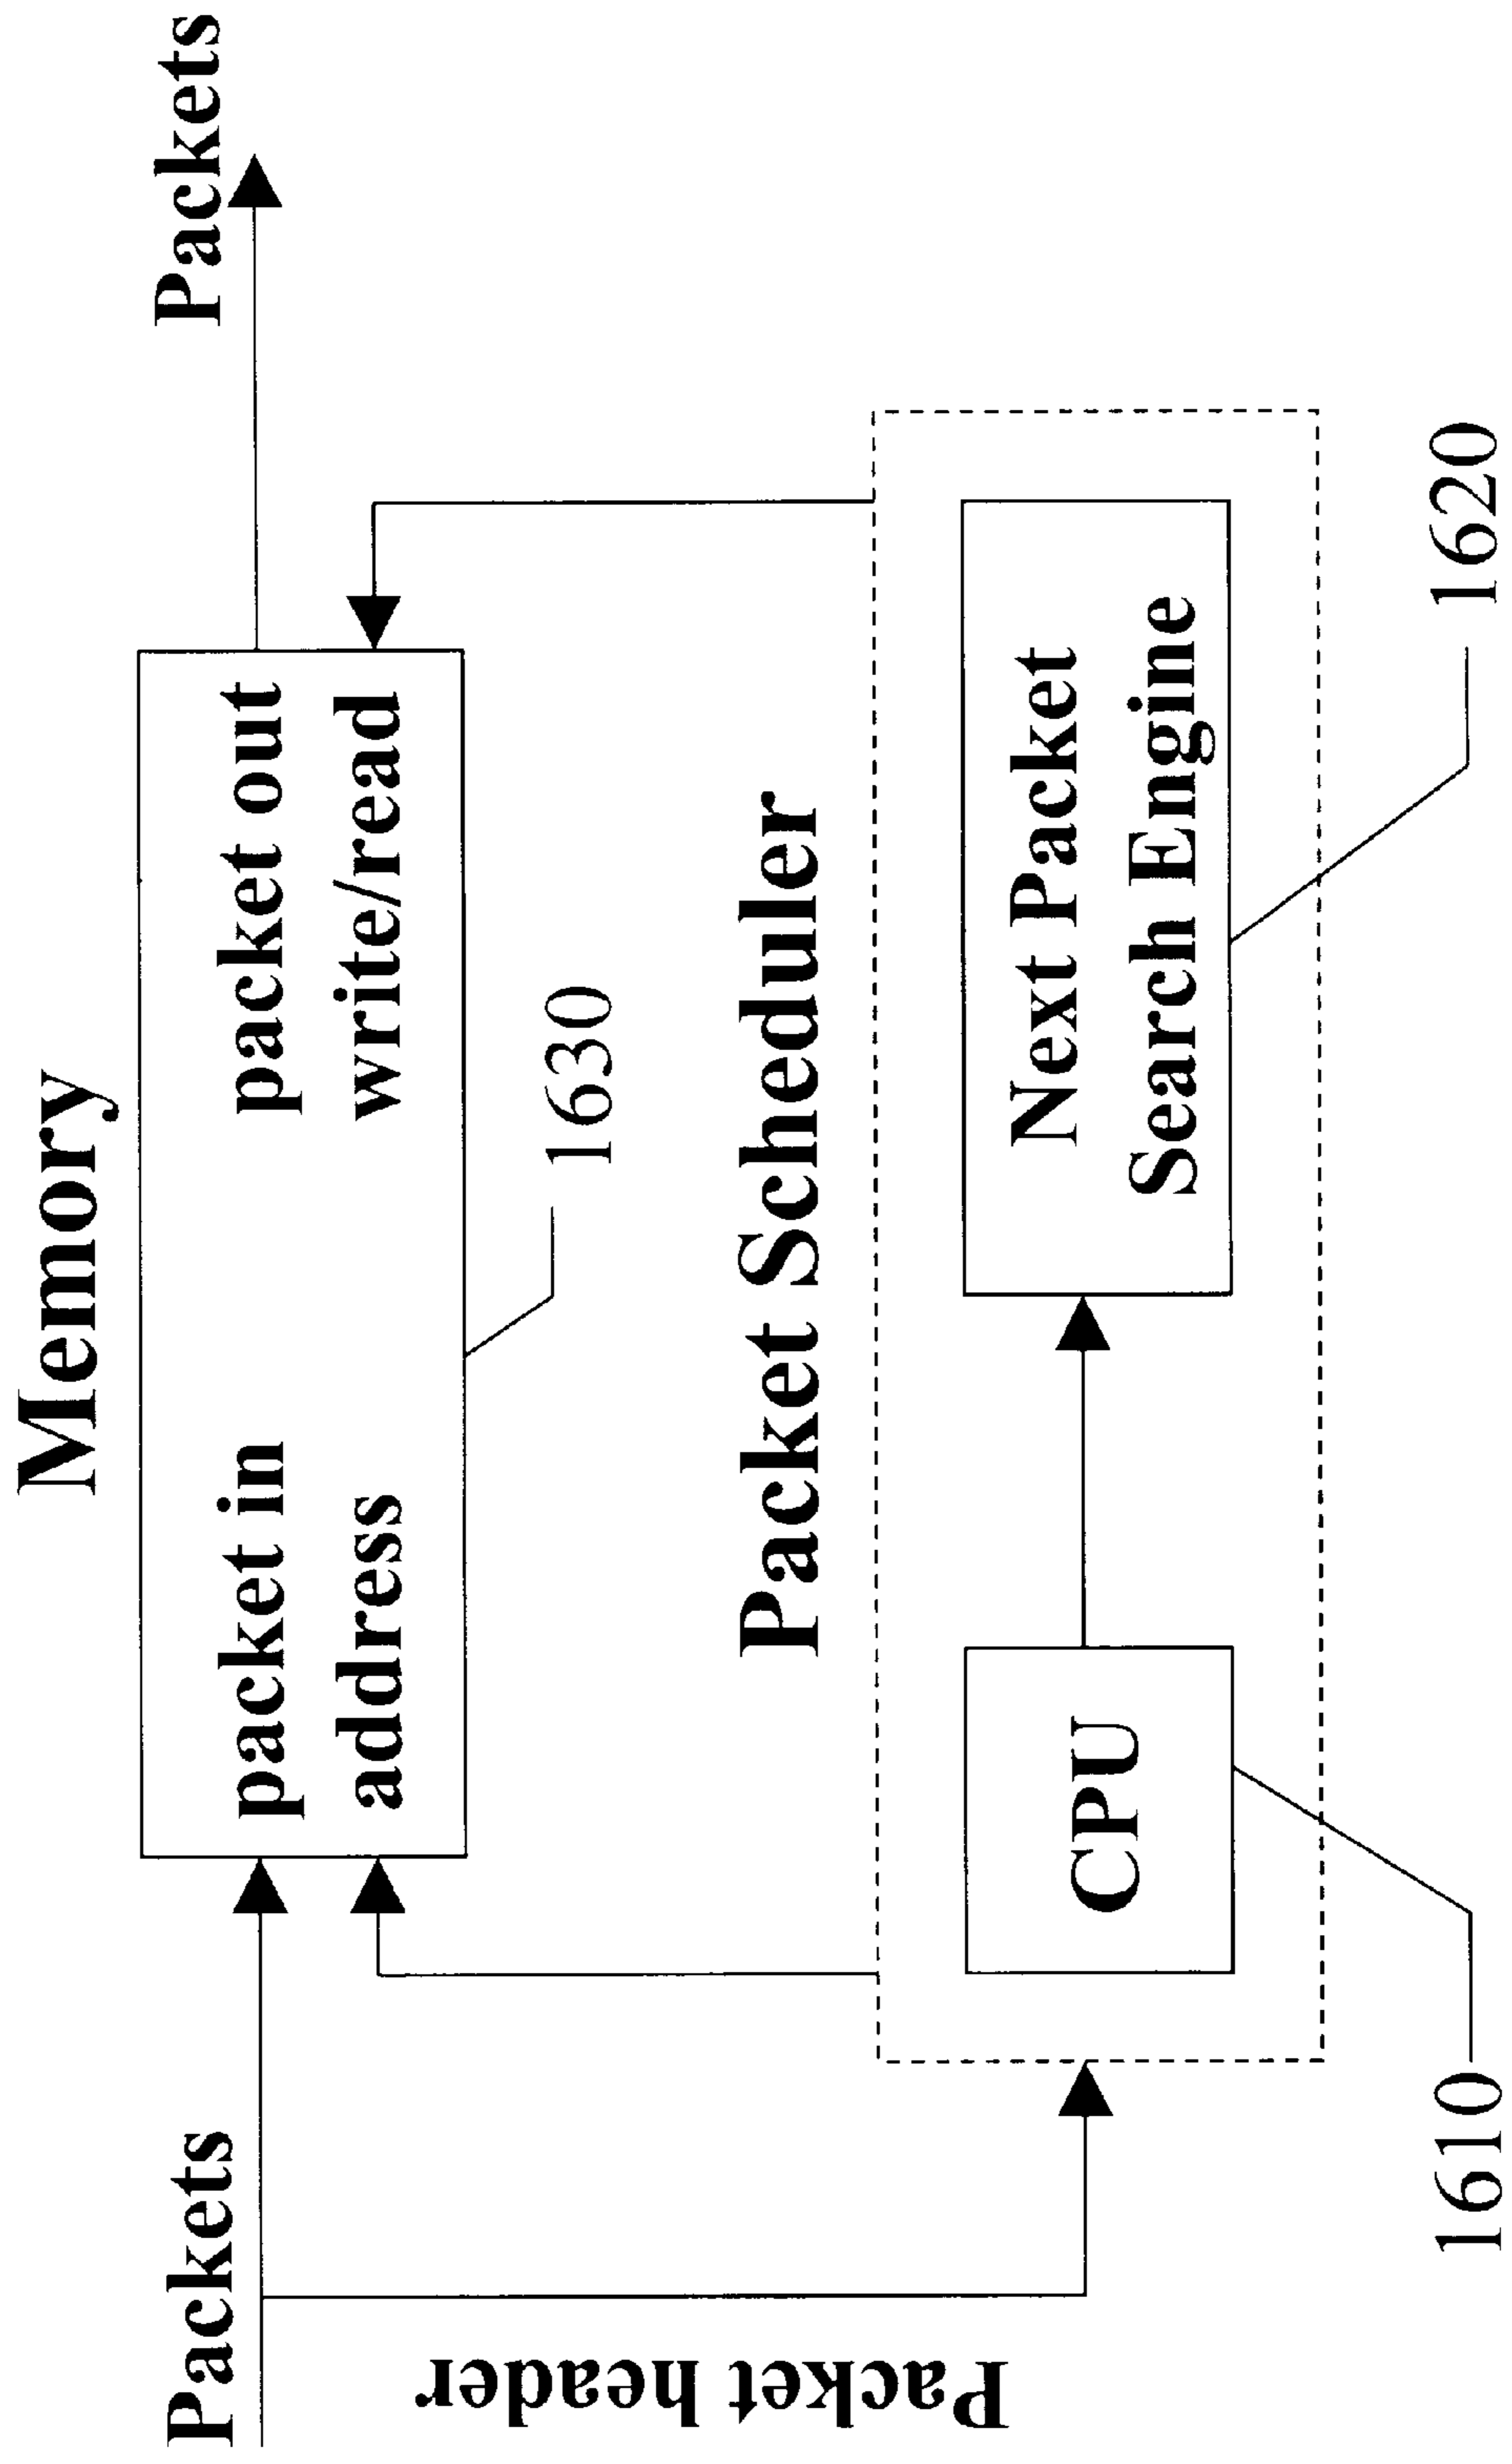 Memory
Packets
Packets
packet in
packet out
address
write/read
1630
Packet header
Packet Scheduler
CPU
Next Packet
Search Engine
1610
1620